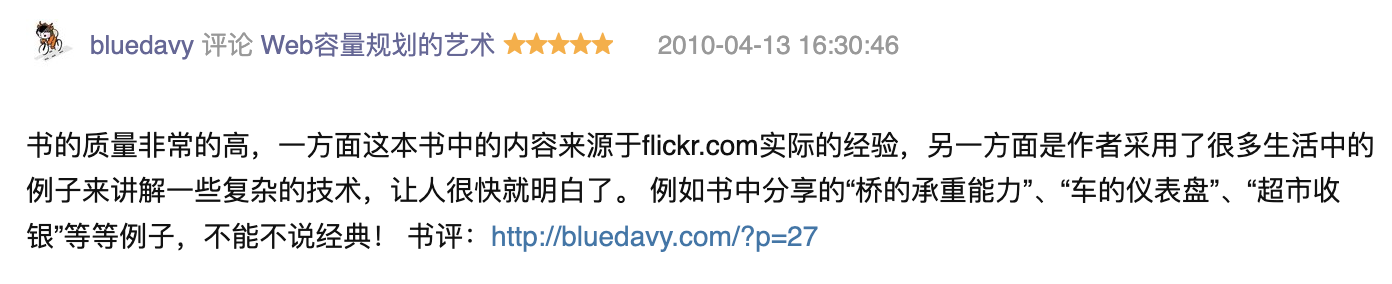 bluedavy 评论 Web容量规划的艺术 ★★★★★ 2010-04-13 16:30:46
书的质量非常的高，一方面这本书中的内容来源于flickr.com实际的经验，另一方面是作者采用了很多生活中的
例子来讲解一些复杂的技术，让人很快就明白了。 例如书中分享的“桥的承重能力”、“车的仪表盘”、“超市收
银”等等例子，不能不说经典！ 书评：http://bluedavy.com/?p=27